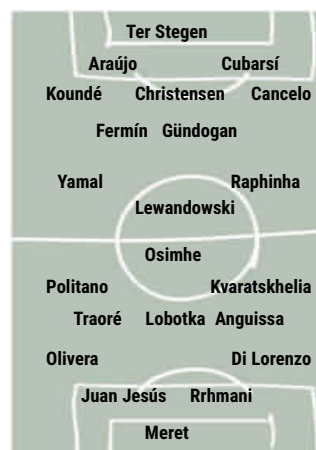 Ter Stegen
Araújo Cubarsí
Koundé Christensen Cancelo
Fermín Gündogan
Yamal Raphinha
Lewandowski
Osimhe
Politano Kvaratskhelia
Traoré Lobotka Anguissa
Olivera Di Lorenzo
Juan Jesús Rrhmani
Meret